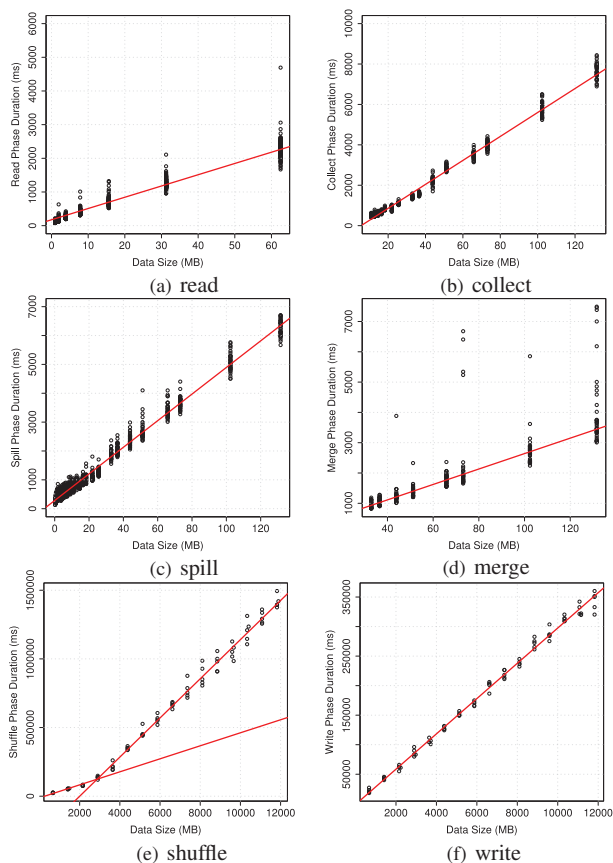 Read Phase Duration (ms)
0 1000 2000 3000 4000 5000 6000
0 10 20 30 40 50 60
Data Size (MB)
(a) read
Collect Phase Duration (ms)
0 2000 4000 6000 8000 10000
20 40 60 80 100 120
Data Size (MB)
(b) collect
Spill Phase Duration (ms)
0 1000 3000 5000 7000
0 20 40 60 80 100 120
Data Size (MB)
(c) spill
Merge Phase Duration (ms)
1000 3000 5000 7000
40 60 80 100 120
Data Size (MB)
(d) merge
Shuffle Phase Duration (ms)
0 500000 1000000 1500000
2000 4000 6000 8000 10000 12000
Data Size (MB)
(e) shuffle
Write Phase Duration (ms)
50000 150000 250000 350000
2000 4000 6000 8000 10000 12000
Data Size (MB)
(f) write